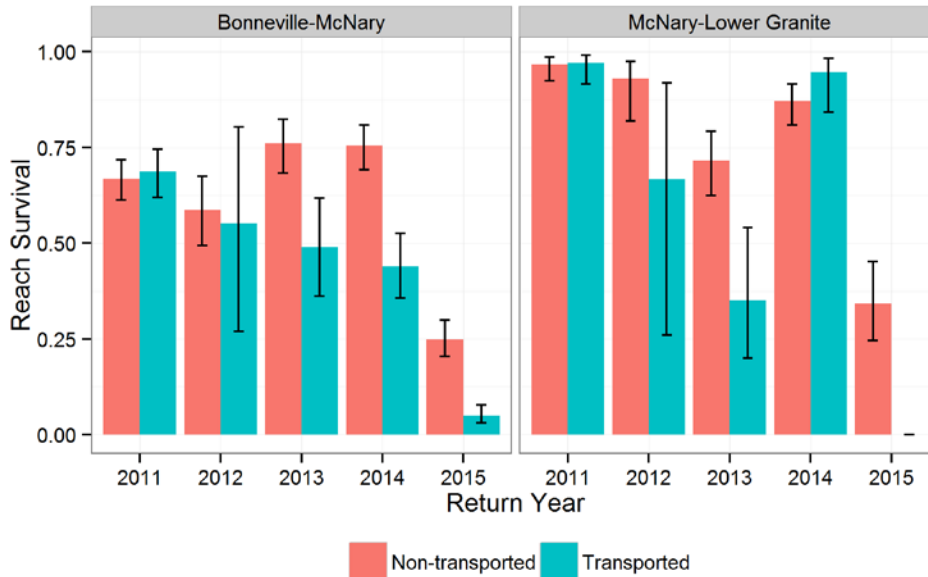 Bonneville-McNary
McNary-Lower Granite
Reach Survival
1.00
0.75
0.50
0.25
0.00
2011 2012 2013 2014 2015
2011 2012 2013 2014 2015
Return Year
Non-transported Transported